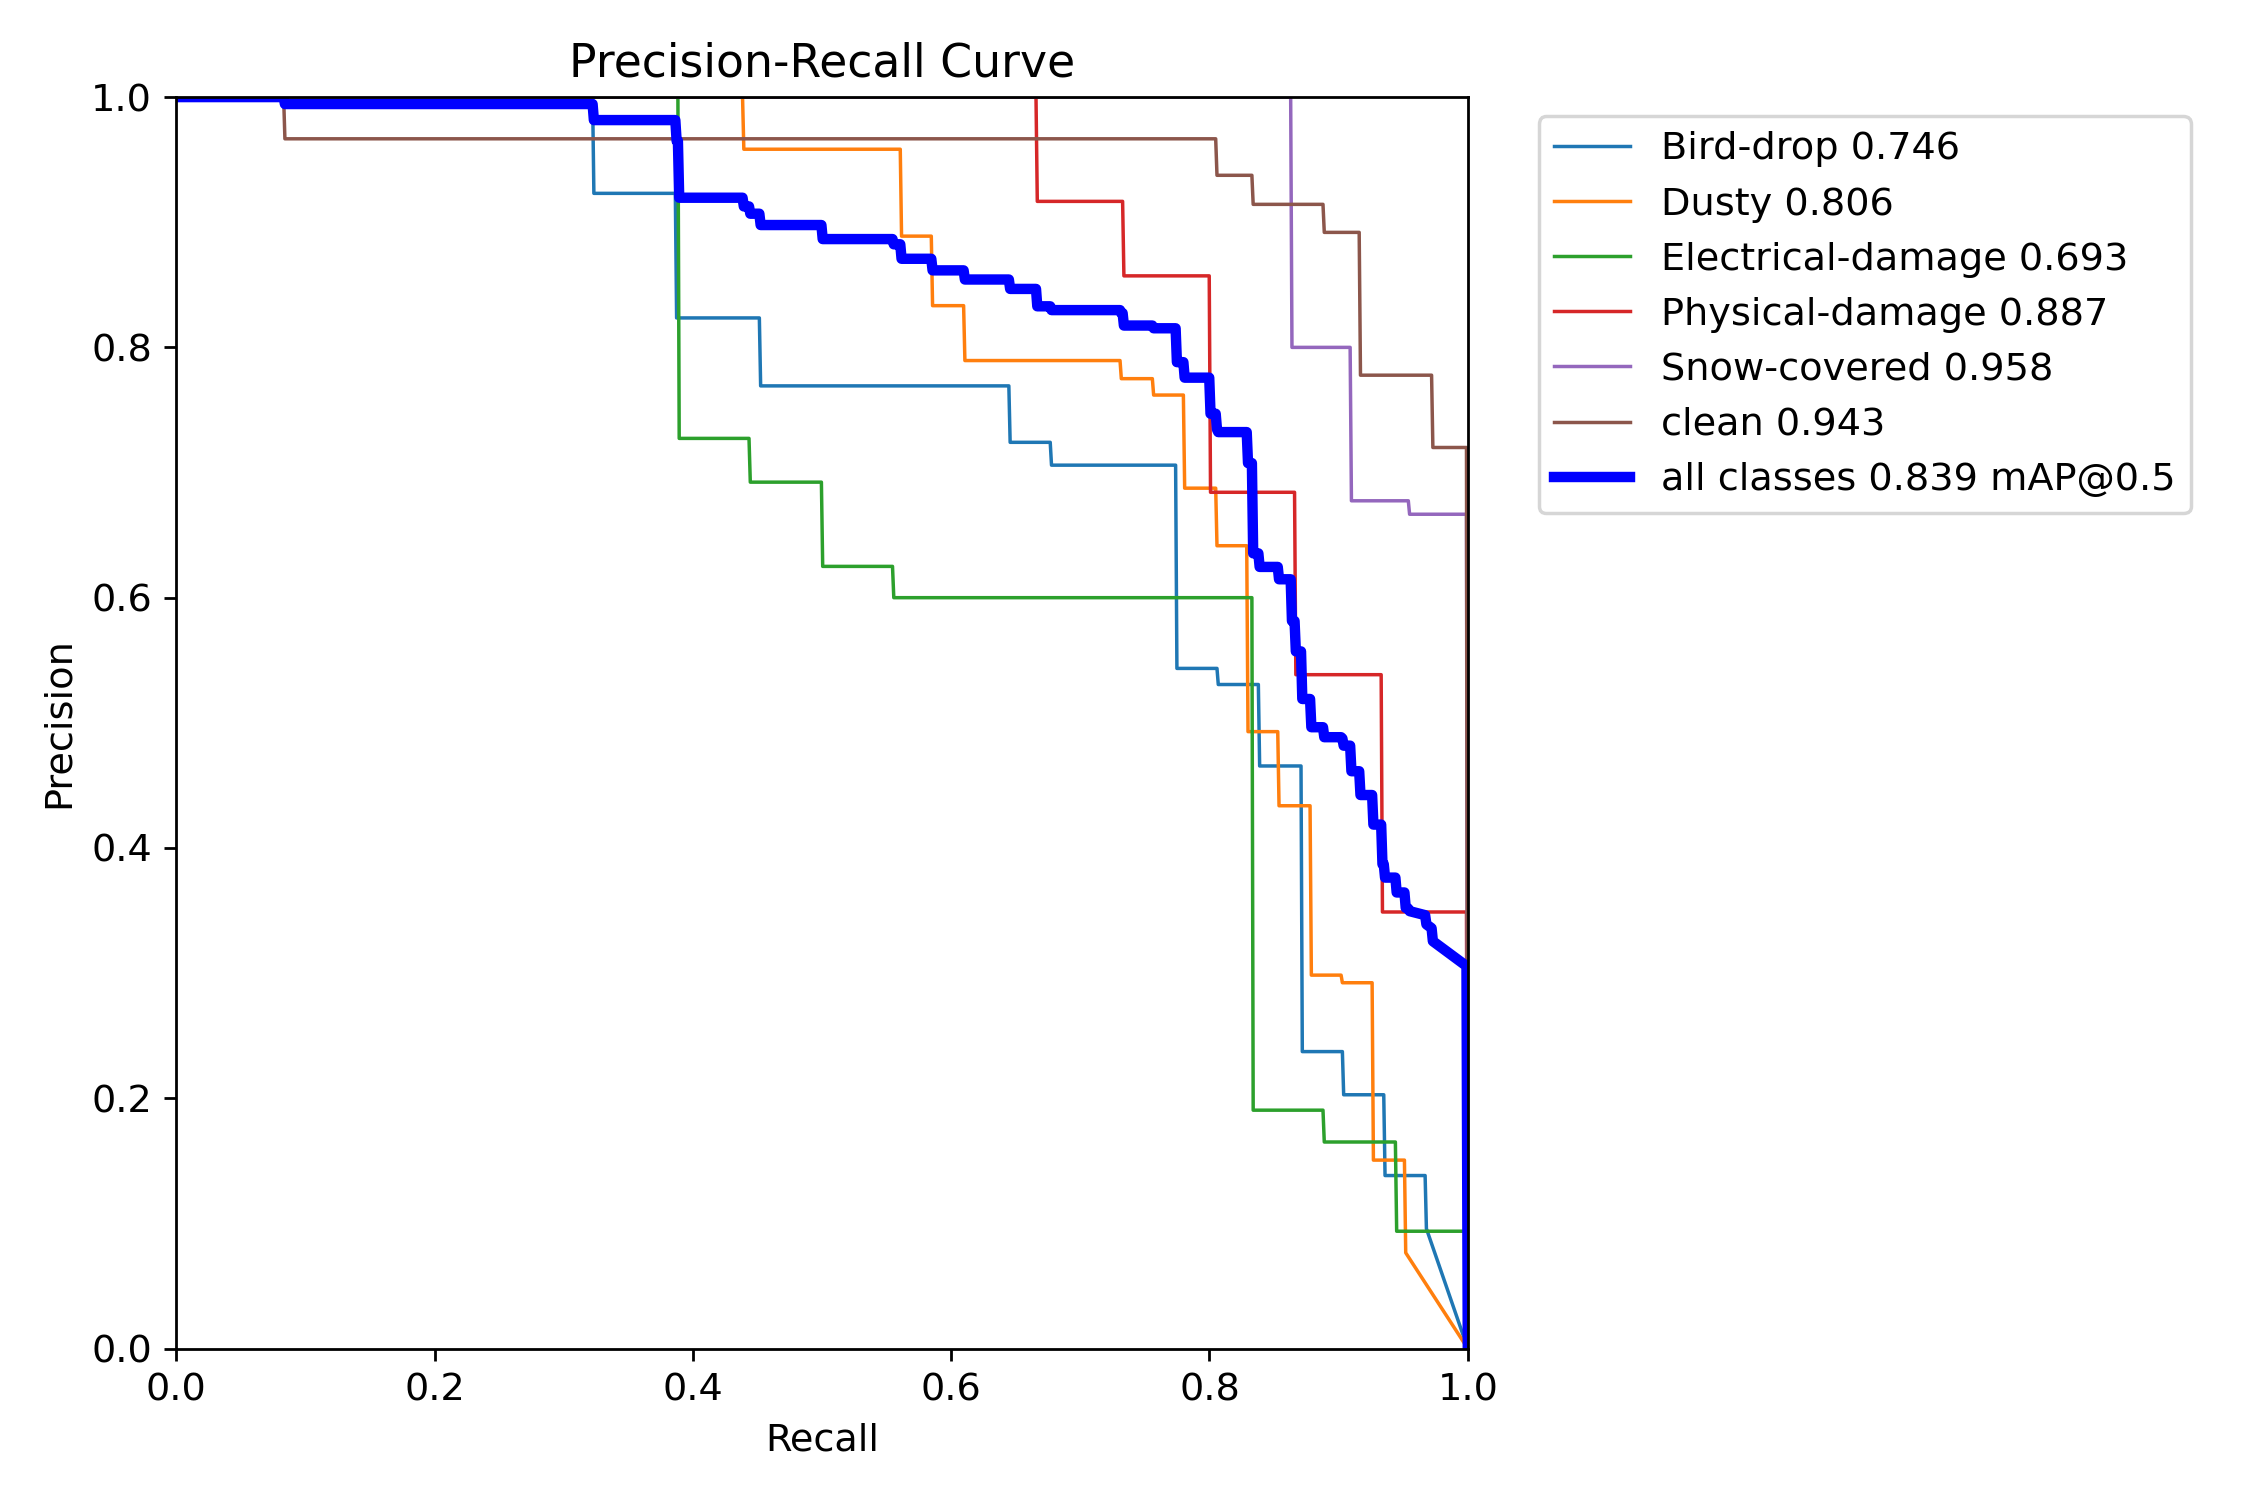 Precision-Recall Curve
1.0
0.8
0.6
0.4
0.2
0.0
Precision
0.0 0.2 0.4 0.6 0.8 1.0
Recall
Bird-drop 0.746
Dusty 0.806
Electrical-damage 0.693
Physical-damage 0.887
Snow-covered 0.958
clean 0.943
all classes 0.839 mAP@0.5